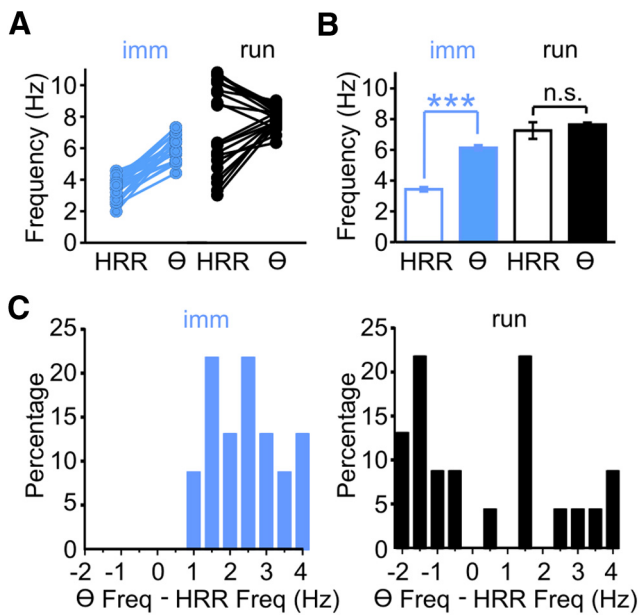 A
imm run
Frequency (Hz)
10
8
6
4
2
0
HRR ϴ HRR ϴ
B
imm run
Frequency (Hz)
10
8
6
4
2
0
*** n.s.
HRR ϴ HRR ϴ
C
imm
Percentage
25
20
15
10
5
0
-2 -1 0 1 2 3 4
ϴ Freq - HRR Freq (Hz)
run
Percentage
25
20
15
10
5
0
-2 -1 0 1 2 3 4
ϴ Freq - HRR Freq (Hz)